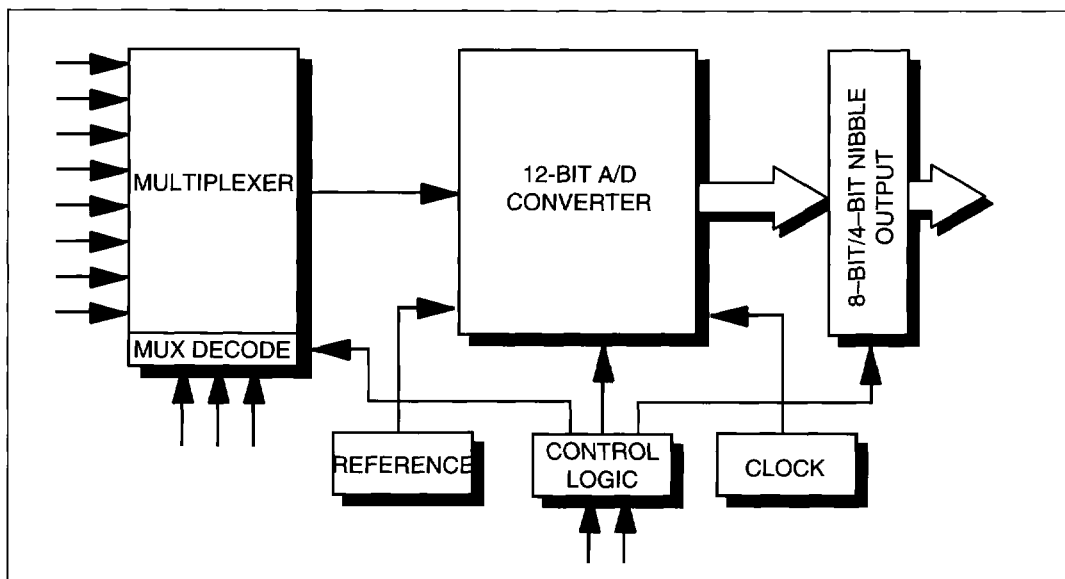 MULTIPLEXER
MUX DECODE
12-BIT A/D
CONVERTER
8–BIT/4–BIT NIBBLE
OUTPUT
REFERENCE
CONTROL
LOGIC
CLOCK